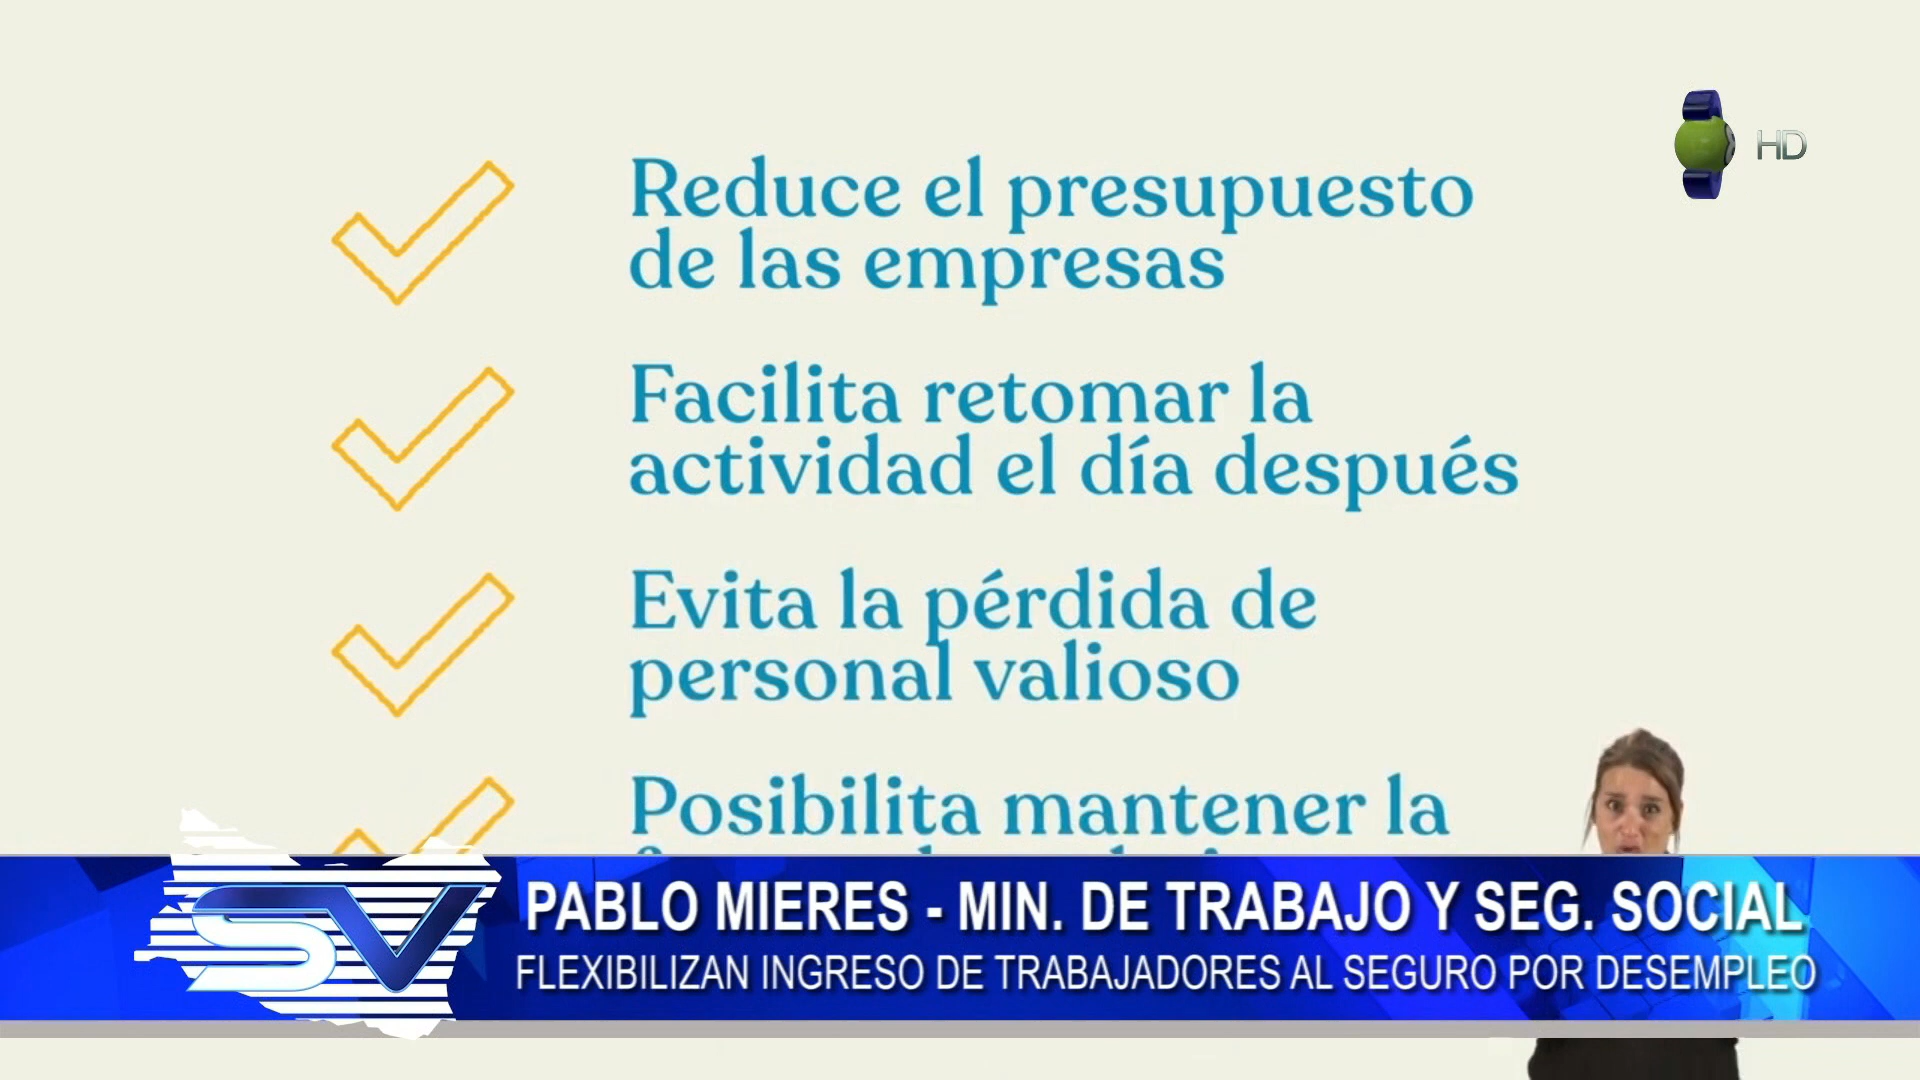 HD
Reduce el presupuesto
de las empresas
Facilita retomar la
actividad el día después
Evita la pérdida de
personal valioso
Posibilita mantener la
SV
PABLO MIERES - MIN. DE TRABAJO Y SEG. SOCIAL
FLEXIBILIZAN INGRESO DE TRABAJADORES AL SEGURO POR DESEMPLEO